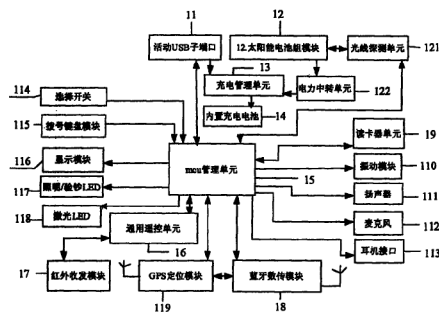 11
12
活动USB子端口
12.太阳能电池组模块
光线探测单元
121
13
充电管理单元
电力中转单元
122
114
选择开关
内置充电电池
14
115
拨号键盘模块
读卡器单元
19
116
显示模块
mcu管理单元
振动模块
110
15
117
照明/验钞LED
扬声器
111
118
激光LED
麦克风
112
通用遥控单元
16
耳机接口
113
17
红外收发模块
GPS定位模块
119
蓝牙数传模块
18